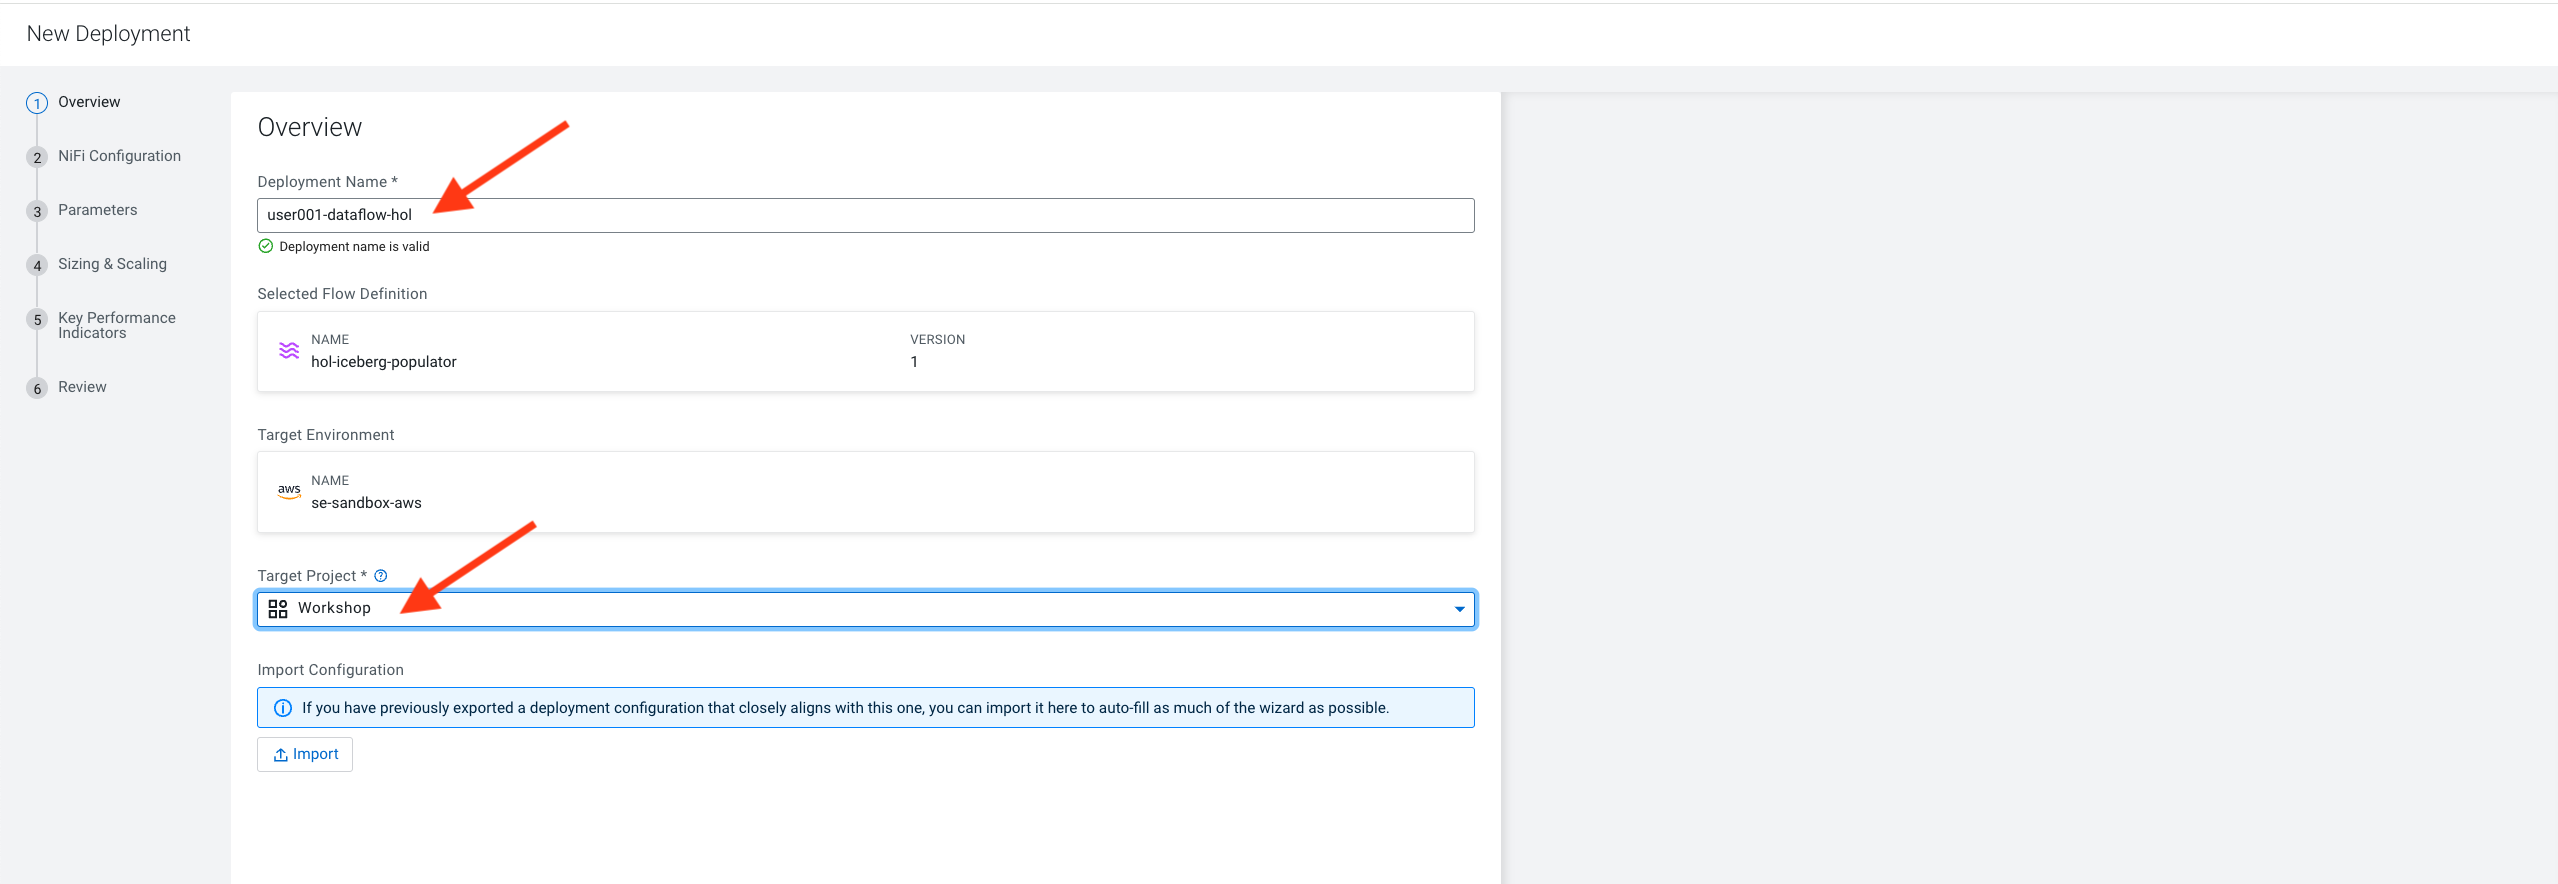 New Deployment
1 Overview
2 NiFi Configuration
3 Parameters
4 Sizing & Scaling
5 Key Performance
Indicators
6 Review
Overview
Deployment Name *
user001-dataflow-hol
Deployment name is valid
Selected Flow Definition
NAME
hol-iceberg-populator
VERSION
1
Target Environment
aws
NAME
se-sandbox-aws
Target Project * ?
Workshop
Import Configuration
If you have previously exported a deployment configuration that closely aligns with this one, you can import it here to auto-fill as much of the wizard as possible.
Import